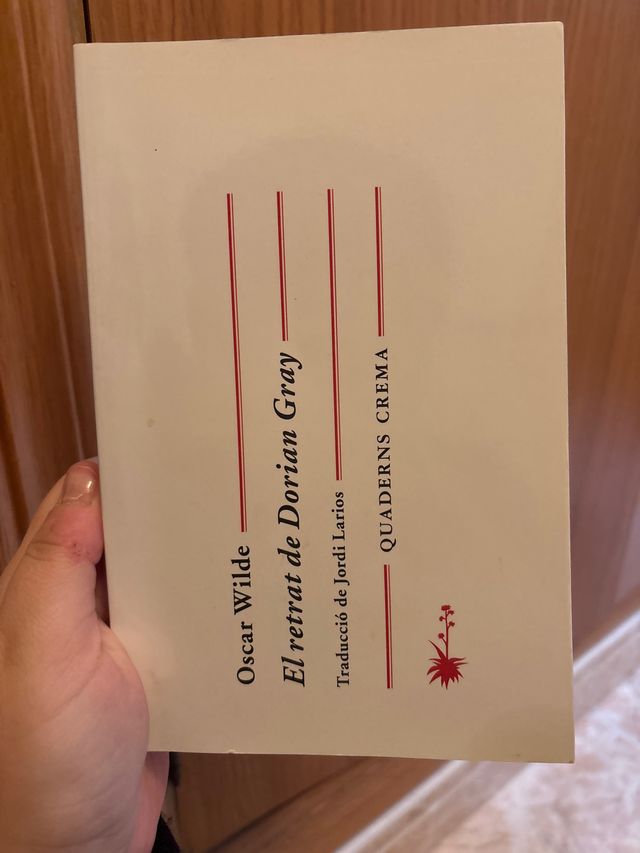 Oscar Wilde
El retrat de Dorian Gray
Traducció de Jordi Larios
QUADERNS CREMA